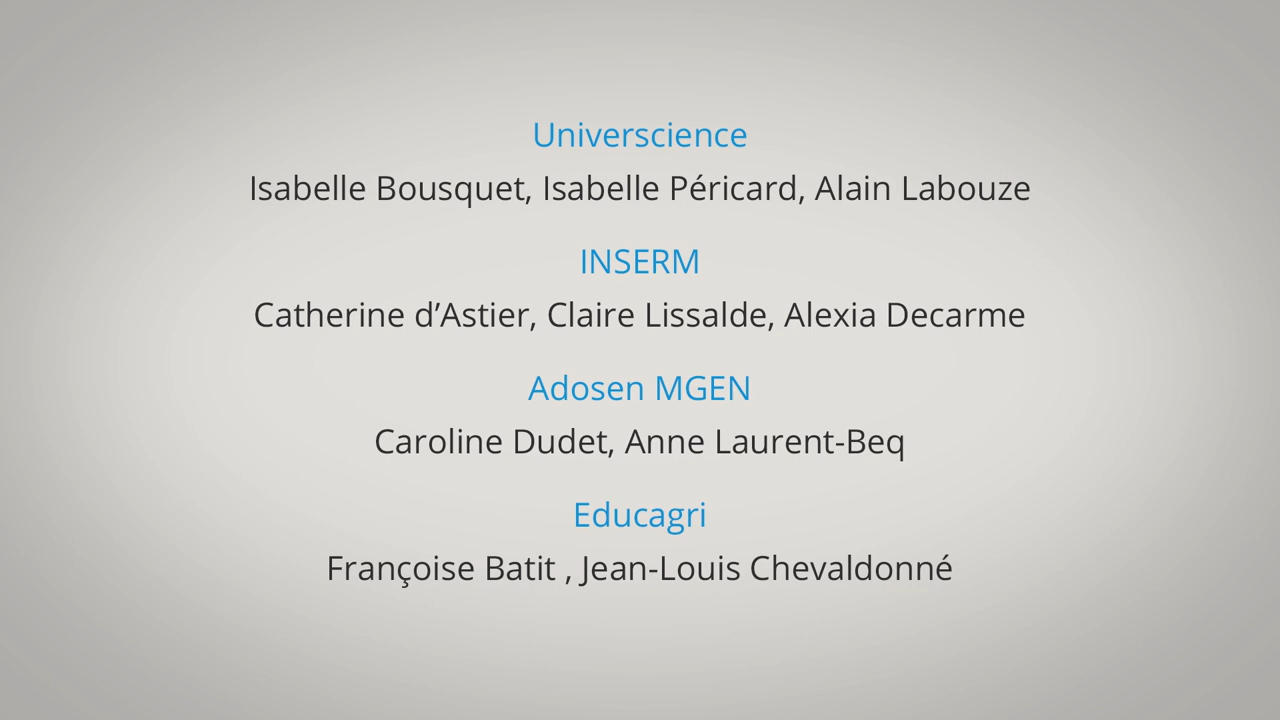 Universcience
Isabelle Bousquet, Isabelle Péricard, Alain Labouze
INSERM
Catherine d’Astier, Claire Lissalde, Alexia Decarme
Adosen MGEN
Caroline Dudet, Anne Laurent-Beq
Educagri
Françoise Batit , Jean-Louis Chevaldonné